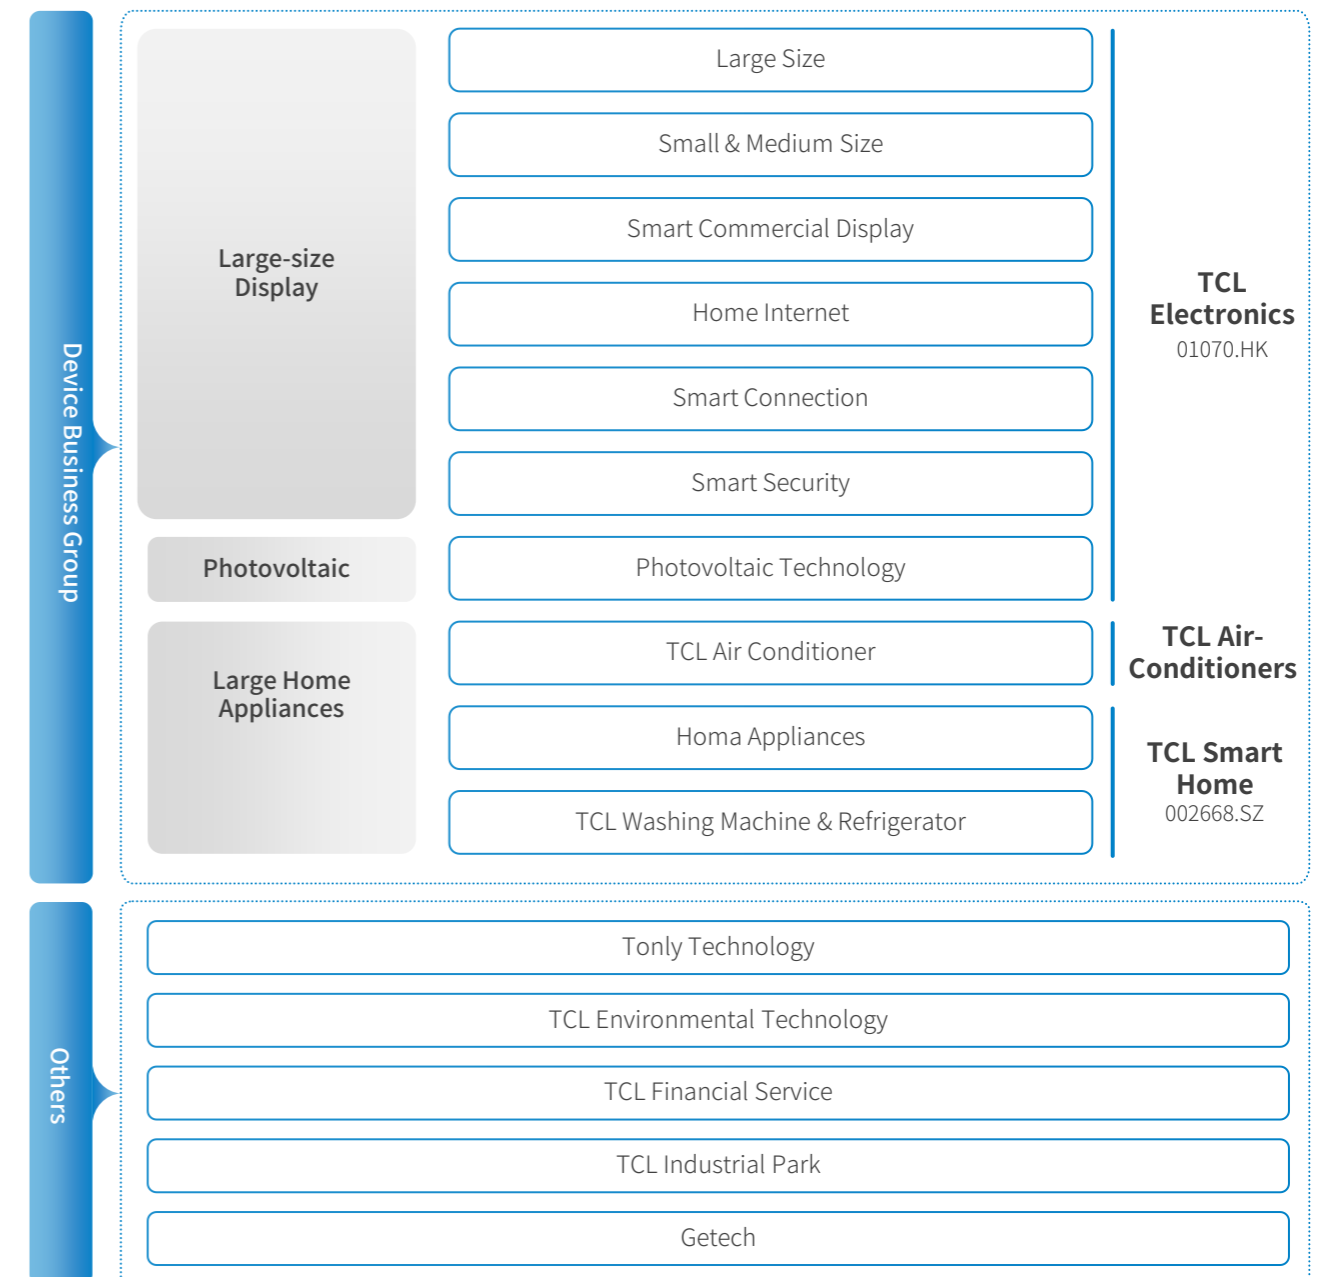 Device Business Group
Large-size
Display
Large Size
Small & Medium Size
Smart Commercial Display
Home Internet
Smart Connection
Smart Security
Photovoltaic
Photovoltaic Technology
TCL
Electronics
01070.HK
Large Home
Appliances
TCL Air Conditioner
TCL Air-
Conditioners
Homa Appliances
TCL Washing Machine & Refrigerator
TCL Smart
Home
002668.SZ
Others
Tonly Technology
TCL Environmental Technology
TCL Financial Service
TCL Industrial Park
Getech